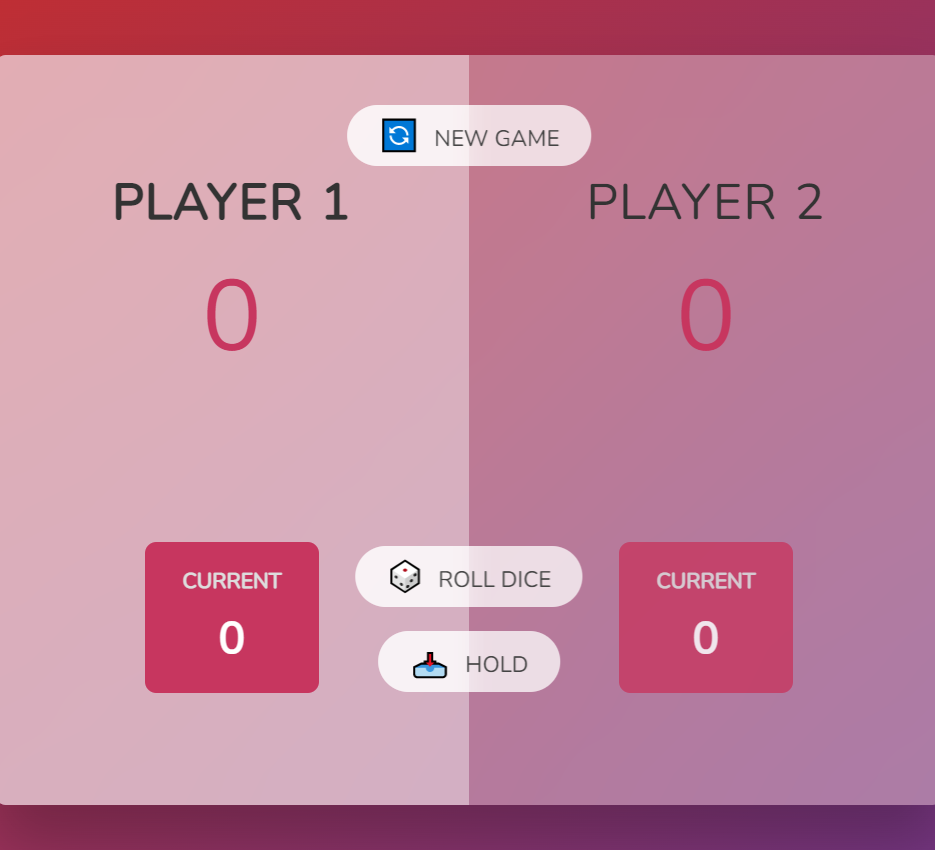 NEW GAME
PLAYER 1
0
CURRENT
0
PLAYER 2
0
CURRENT
0
ROLL DICE
HOLD